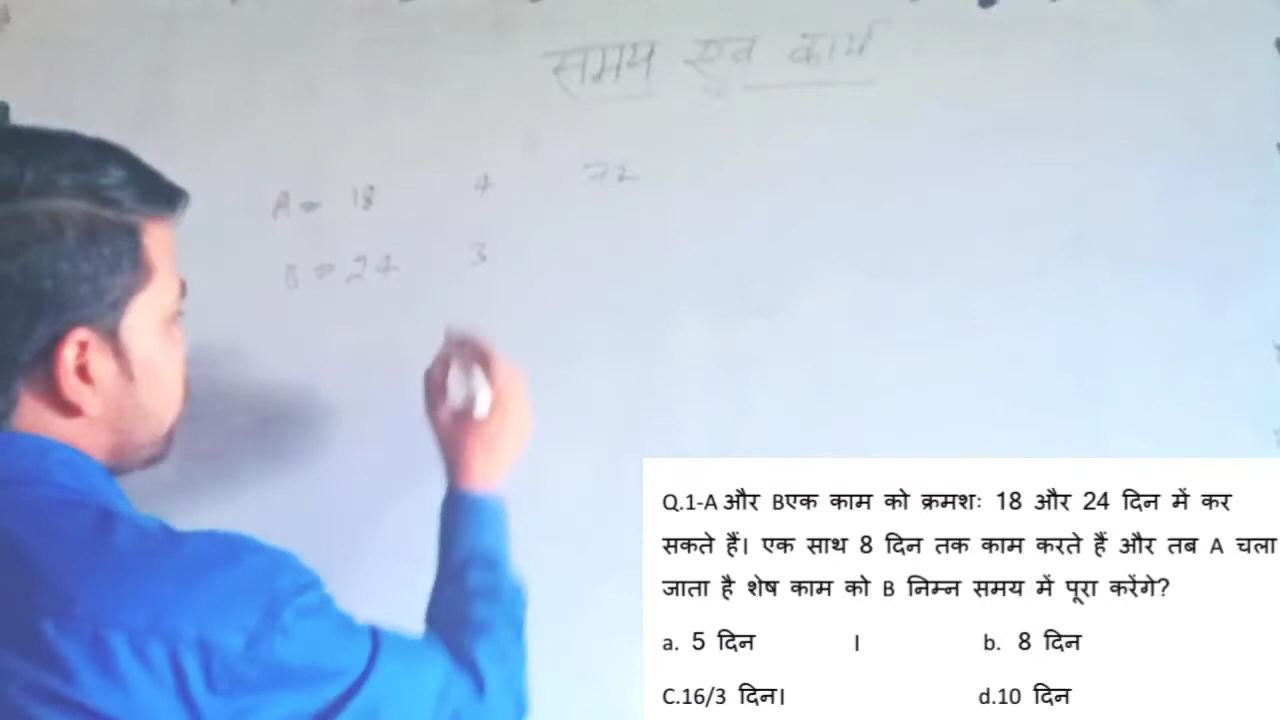 समय एव कार्य
A = 18 4 72
B = 24 3
Q.1-A और Bएक काम को क्रमशः 18 और 24 दिन में कर
सकते हैं। एक साथ 8 दिन तक काम करते हैं और तब A चला
जाता है शेष काम को B निम्न समय में पूरा करेंगे?
a. 5 दिन । b. 8 दिन
C.16/3 दिन। d.10 दिन